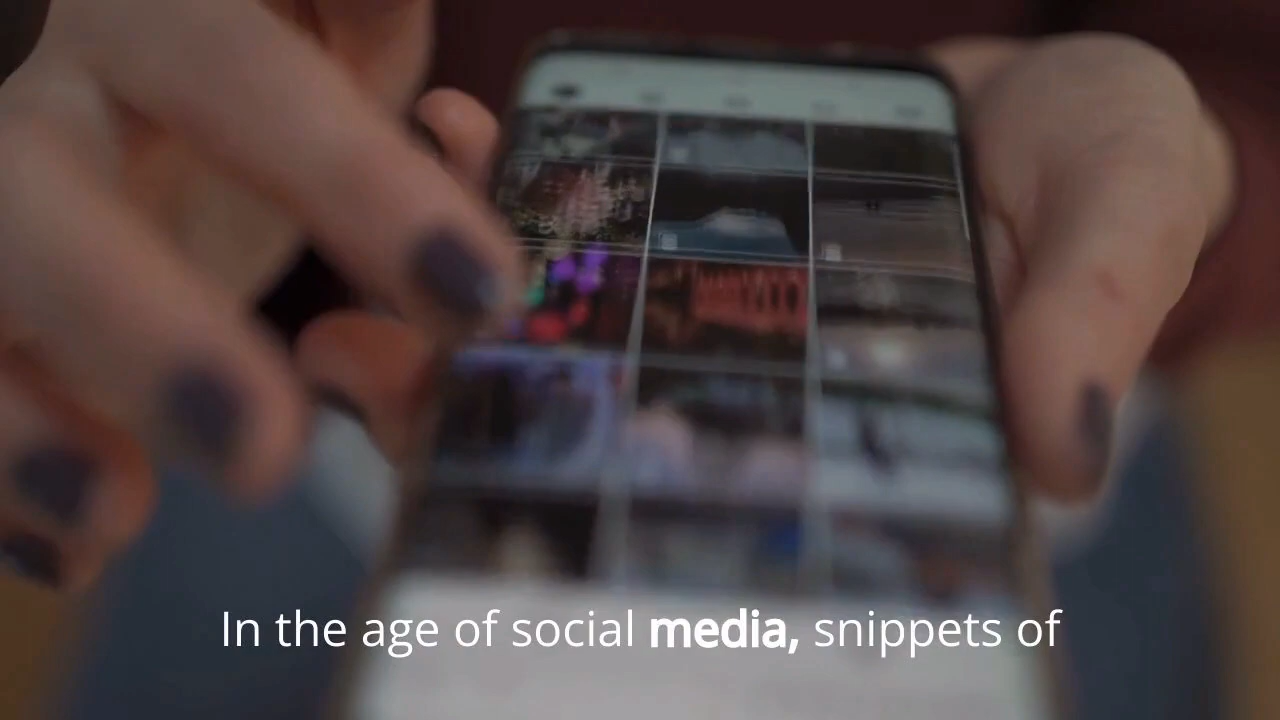 In the age of social media, snippets of